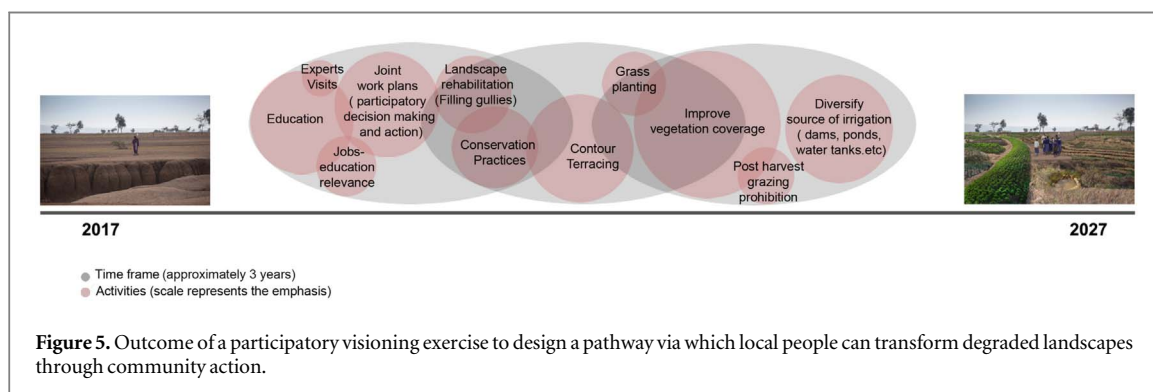 Experts
Visits
Education
Jobs-
education
relevance
Joint
work plans
( participatory
decision making
and action)
Landscape
rehabilitation
(Filling gullies)
Conservation
Practices
Contour
Terracing
Grass
planting
Improve
vegetation coverage
Post harvest
grazing
prohibition
Diversify
source of irrigation
( dams, ponds,
water tanks.etc)
2017
2027
Time frame (approximately 3 years)
Activities (scale represents the emphasis)
Figure 5. Outcome of a participatory visioning exercise to design a pathway via which local people can transform degraded landscapes
through community action.